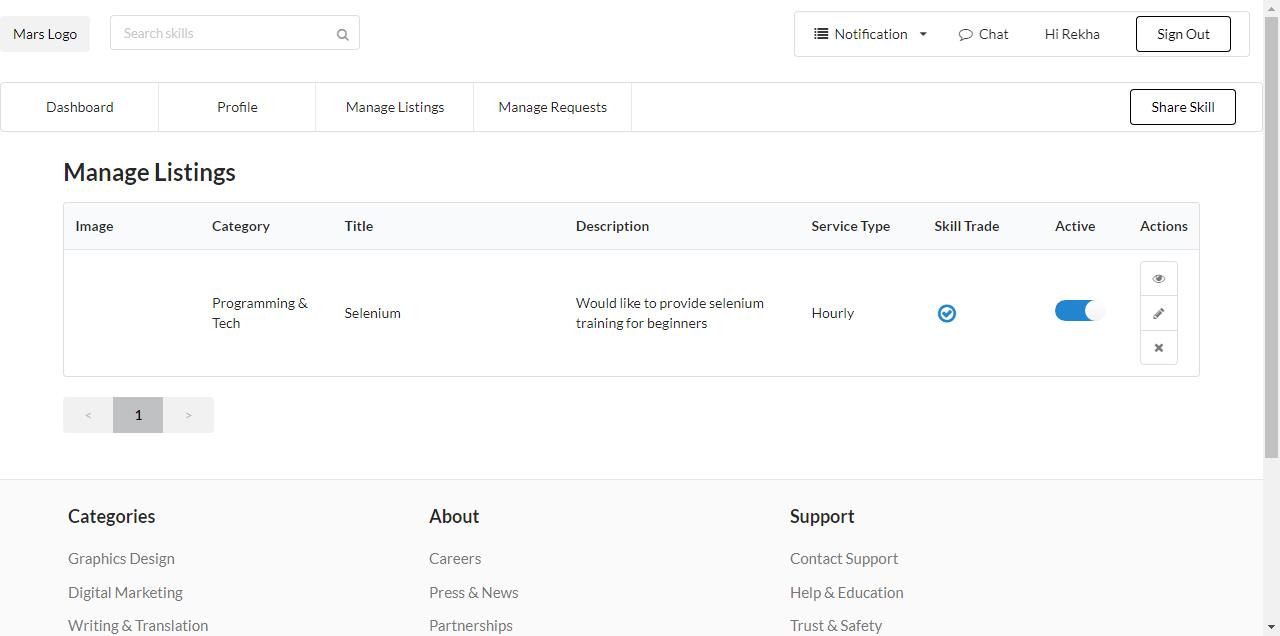 Mars Logo
Search skills
Notification
Chat
Hi Rekha
Sign Out
Dashboard
Profile
Manage Listings
Manage Requests
Share Skill
Manage Listings
Image Category Title Description Service Type Skill Trade Active Actions
Programming &
Tech
Selenium
Would like to provide selenium
training for beginners
Hourly
< 1 >
Categories
Graphics Design
Digital Marketing
Writing & Translation
About
Careers
Press & News
Partnerships
Support
Contact Support
Help & Education
Trust & Safety